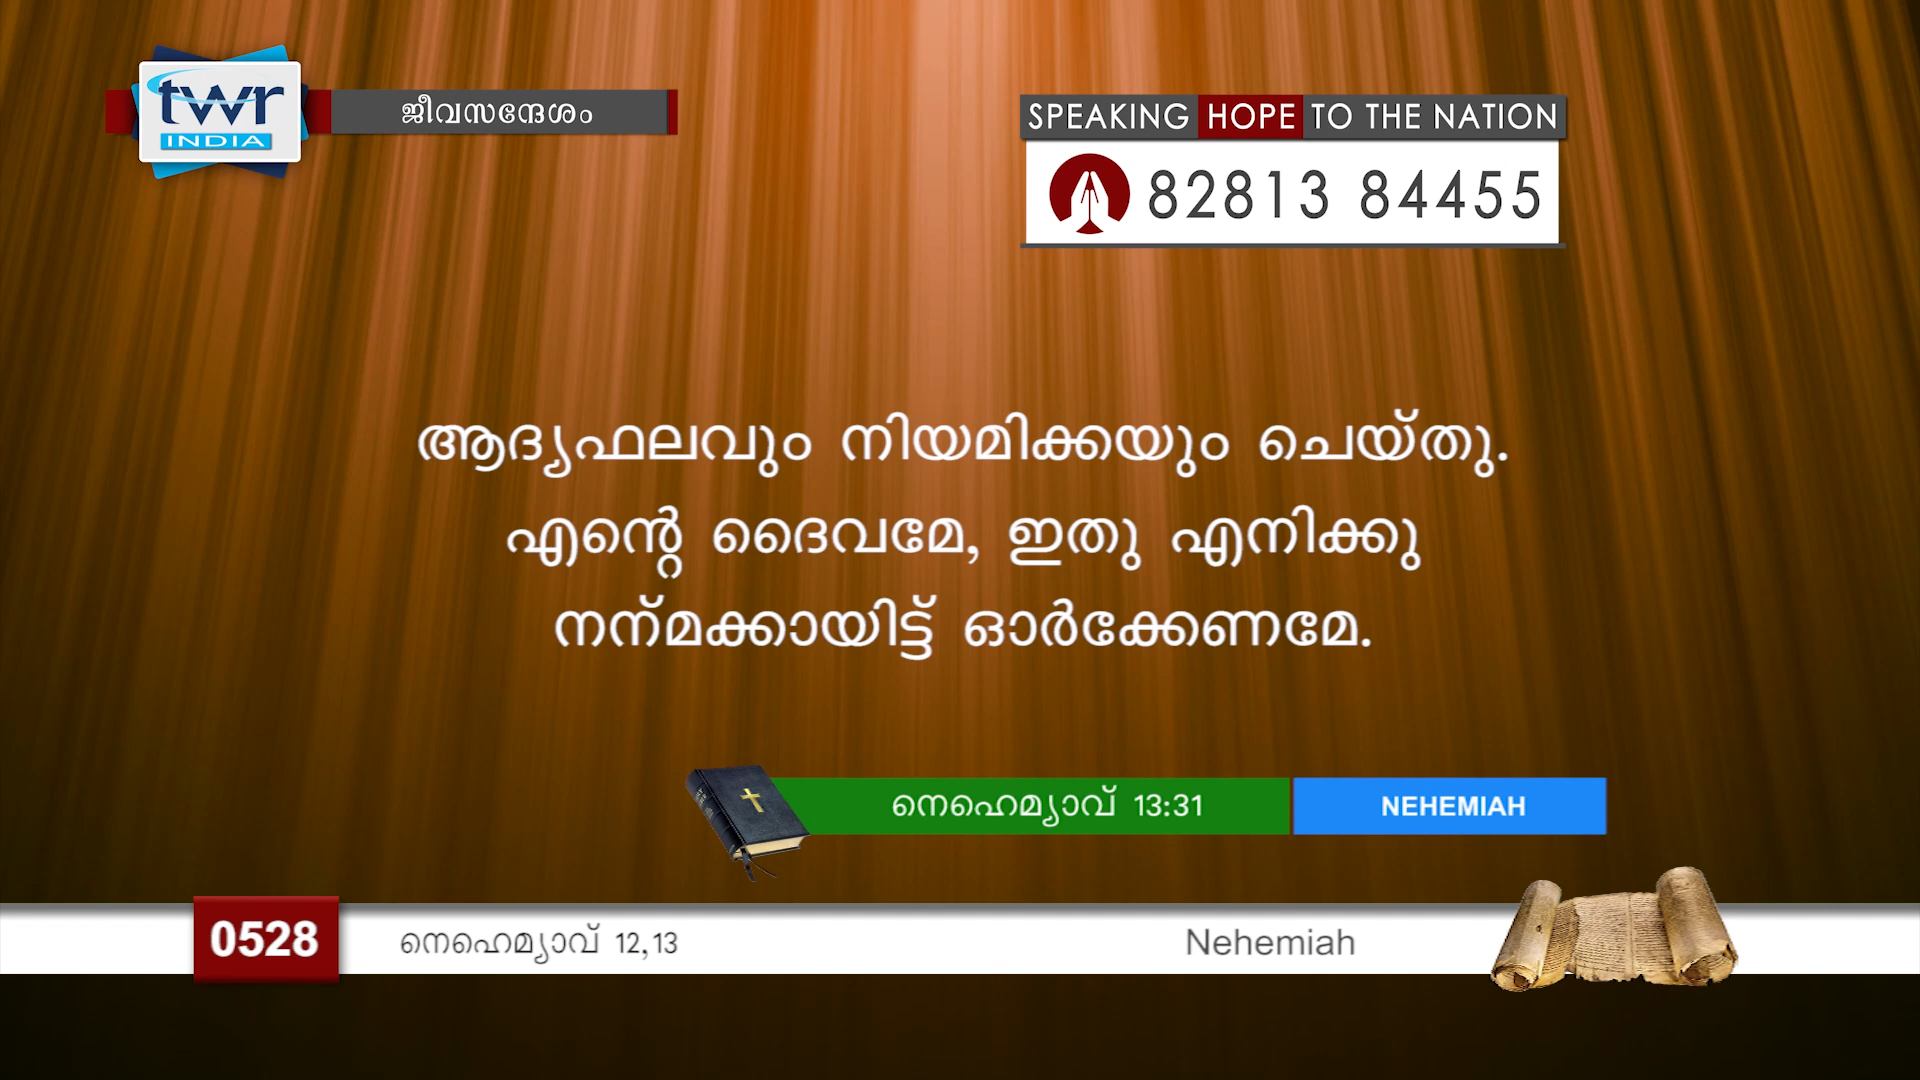 twr
INDIA
ജീവസന്ദേശം
SPEAKING HOPE TO THE NATION
82813 84455
ആദ്യഫലവും നിയമിക്കയും ചെയ്തു.
എന്റെ ദൈവമേ, ഇതു എനിക്കു
നന്മക്കായിട്ട് ഓർക്കേണമേ.
നെഹെമ്യാവ് 13:31
NEHEMIAH
0528
നെഹെമ്യാവ് 12,13
Nehemiah